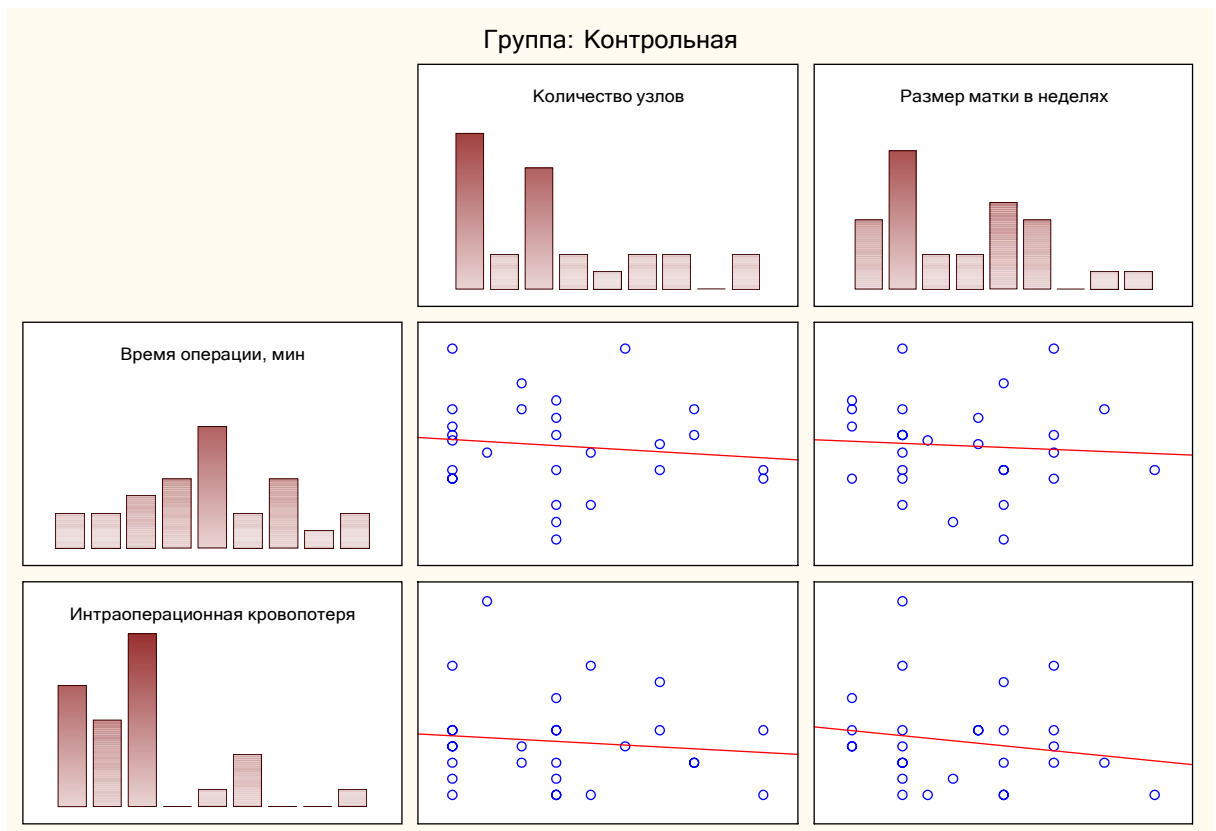 Группа: Контрольная
Количество узлов
Размер матки в неделях
Время операции, мин
Интраоперационная кровопотеря